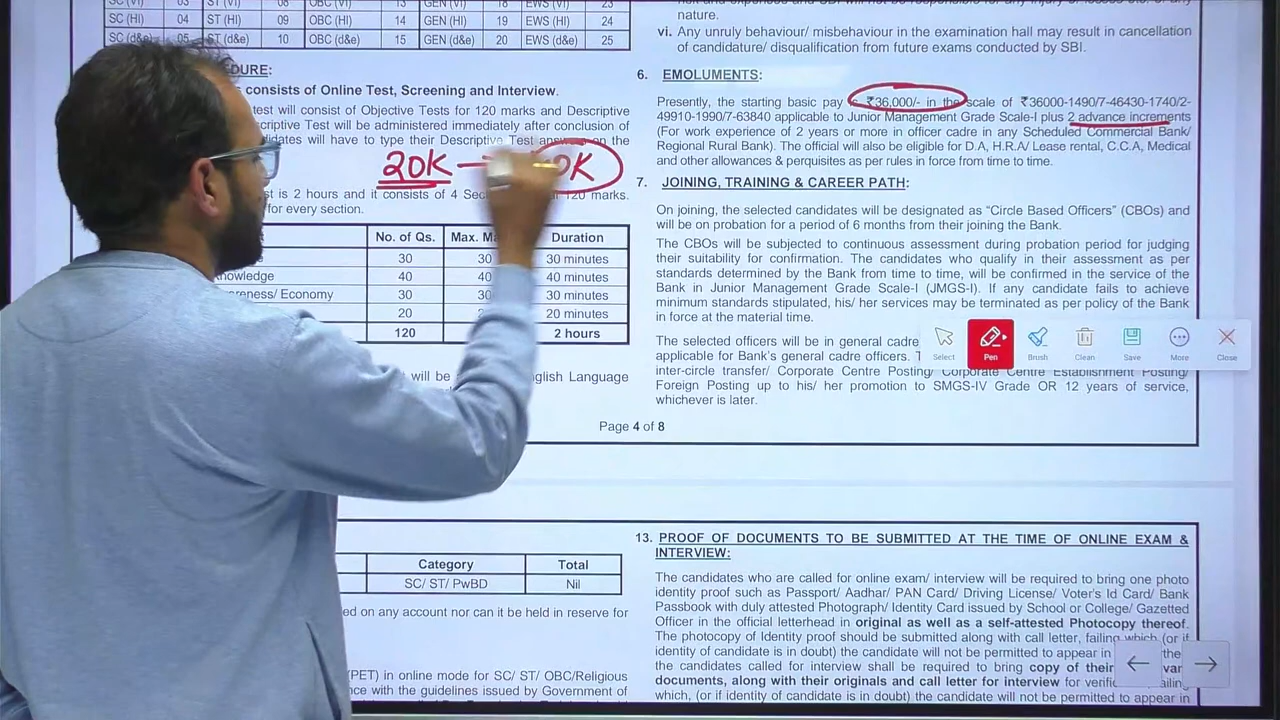 SC (VI) 03 ST (VI) 08 OBC (VI) 13 GEN (VI) 18 EWS (VI) 23
SC (HI) 04 ST (HI) 09 OBC (HI) 14 GEN (HI) 19 EWS (HI) 24
SC (d&e) 05 ST (d&e) 10 OBC (d&e) 15 GEN (d&e) 20 EWS (d&e) 25
consists of Online Test, Screening and Interview.
test will consist of Objective Tests for 120 marks and Descriptive
Descriptive Test will be administered immediately after conclusion of
will have to type their Descriptive Test on the
20K
K
is 2 hours and it consists of 4 120 marks.
for every section.
No. of Qs. Max. Duration
30 30 30 minutes
Knowledge 40 40 40 minutes
Economy 30 30 30 minutes
20 20 minutes
120 2 hours
will be English Language
nature.
vi. Any unruly behaviour/ misbehaviour in the examination hall may result in cancellation
of candidature/ disqualification from future exams conducted by SBI.
6. EMOLUMENTS:
Presently, the starting basic pay ₹36,000/- in the scale of ₹36000-1490/7-46430-1740/2-
49910-1990/7-63840 applicable to Junior Management Grade Scale-I plus 2 advance increments
(For work experience of 2 years or more in officer cadre in any Scheduled Commercial Bank/
Regional Rural Bank). The official will also be eligible for D.A, H.R.A/ Lease rental, C.C.A, Medical
and other allowances & perquisites as per rules in force from time to time.
7. JOINING, TRAINING & CAREER PATH:
On joining, the selected candidates will be designated as “Circle Based Officers” (CBOs) and
will be on probation for a period of 6 months from their joining the Bank.
The CBOs will be subjected to continuous assessment during probation period for judging
their suitability for confirmation. The candidates who qualify in their assessment as per
standards determined by the Bank from time to time, will be confirmed in the service of the
Bank in Junior Management Grade Scale-I (JMGS-I). If any candidate fails to achieve
minimum standards stipulated, his/ her services may be terminated as per policy of the Bank
in force at the material time.
The selected officers will be in general cadre
applicable for Bank's general cadre officers.
inter-circle transfer/ Corporate Centre Posting/ Corporate Centre Establishment Posting/
Foreign Posting up to his/ her promotion to SMGS-IV Grade OR 12 years of service,
whichever is later.
Select Pen Brush Clean Save More Close
Page 4 of 8
Category Total
SC/ ST/ PwBD Nil
on any account nor can it be held in reserve for
(PET) in online mode for SC/ ST/ OBC/Religious
with the guidelines issued by Government of
13. PROOF OF DOCUMENTS TO BE SUBMITTED AT THE TIME OF ONLINE EXAM &
INTERVIEW:
The candidates who are called for online exam/ interview will be required to bring one photo
identity proof such as Passport/ Aadhar/ PAN Card/ Driving License/ Voter's Id Card/ Bank
Passbook with duly attested Photograph/ Identity Card issued by School or College/ Gazetted
Officer in the official letterhead in original as well as a self-attested Photocopy thereof.
The photocopy of Identity proof should be submitted along with call letter, failing which (or if
identity of candidate is in doubt) the candidate will not be permitted to appear in
the candidates called for interview shall be required to bring copy of their
documents, along with their originals and call letter for interview for
which, (or if identity of candidate is in doubt) the candidate will not be permitted to appear in